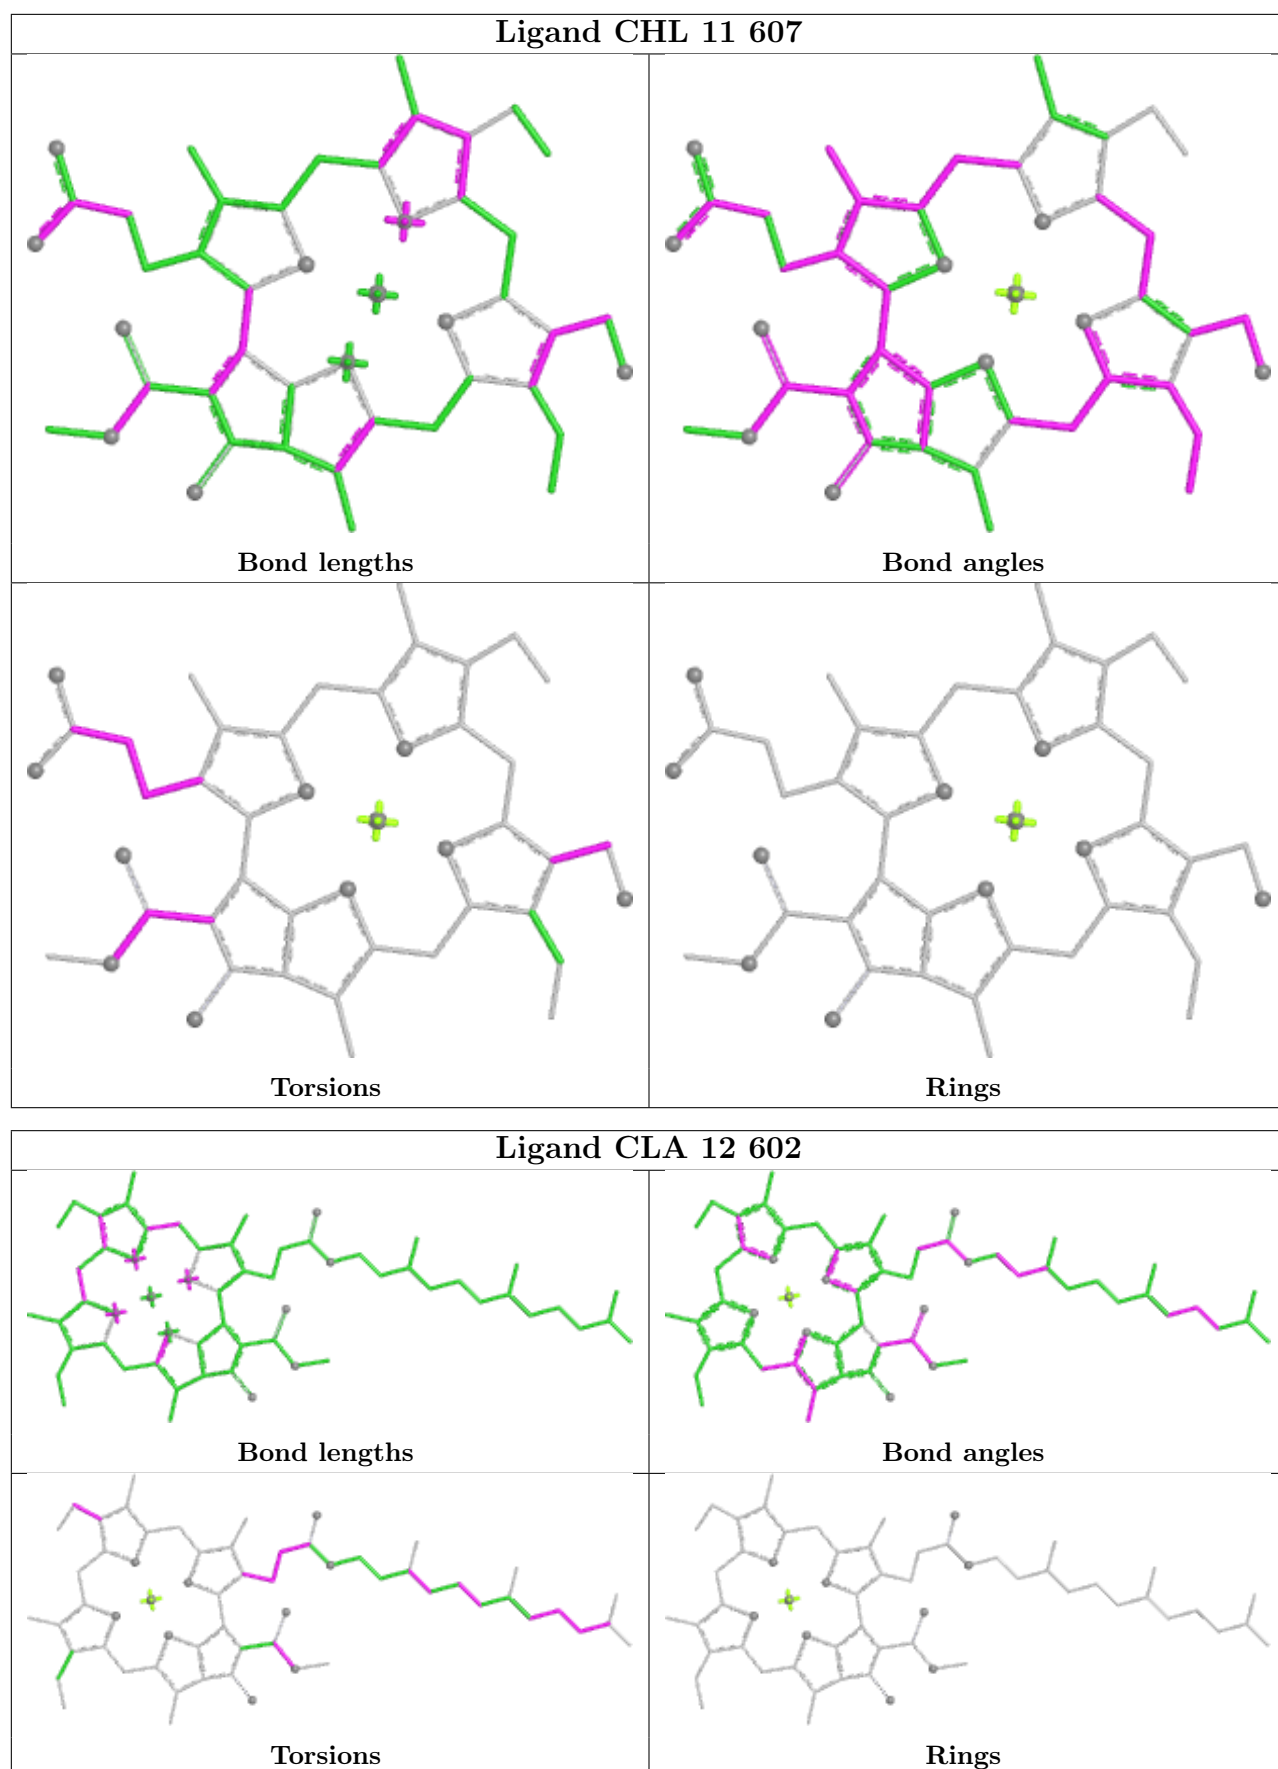 Ligand CHL 11 607
Bond lengths
Bond angles
Torsions
Rings
Ligand CLA 12 602
Bond lengths
Bond angles
Torsions
Rings